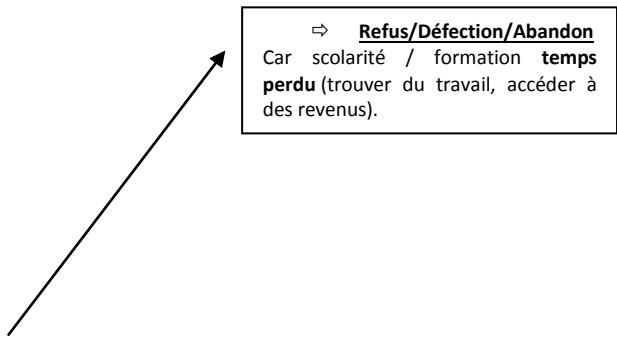 ⇨ Refus/Défection/Abandon
Car scolarité / formation temps
perdu (trouver du travail, accéder à
des revenus).